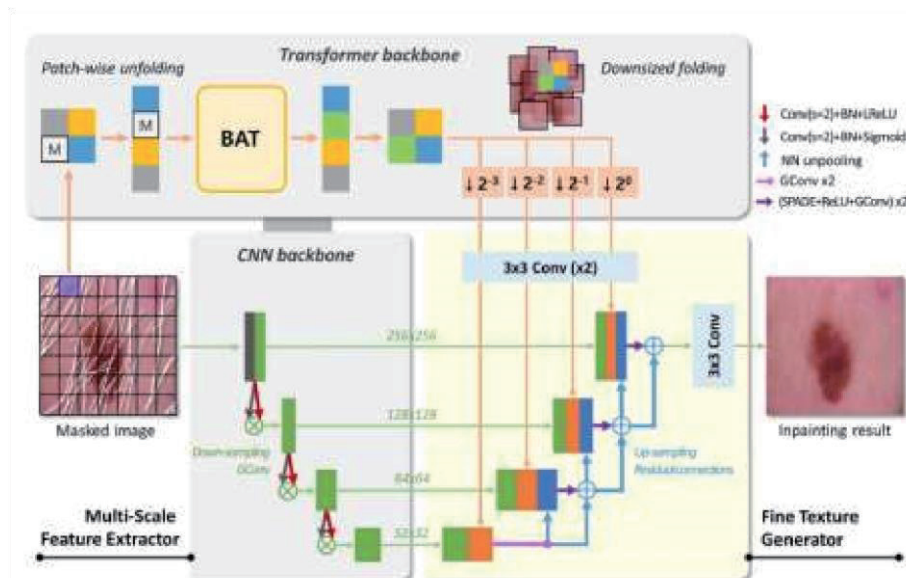 Transformer backbone
Patch-wise unfolding
Downsized folding
M
M
BAT
Conv(s=2)+BN+LReLU
Conv(s=2)+BN+Sigmoid
NN unpooling
GConv x2
(SPADE+ReLU+GConv) x2
↓ 2-3
↓ 2-2
↓ 2-1
↓ 2⁰
CNN backbone
3x3 Conv (x2)
256x256
3x3 Conv
128x128
Masked image
Inpainting result
Down-sampling
GConv
64x64
Up-sampling
Residual connections
Multi-Scale
Feature Extractor
32x32
Fine Texture
Generator